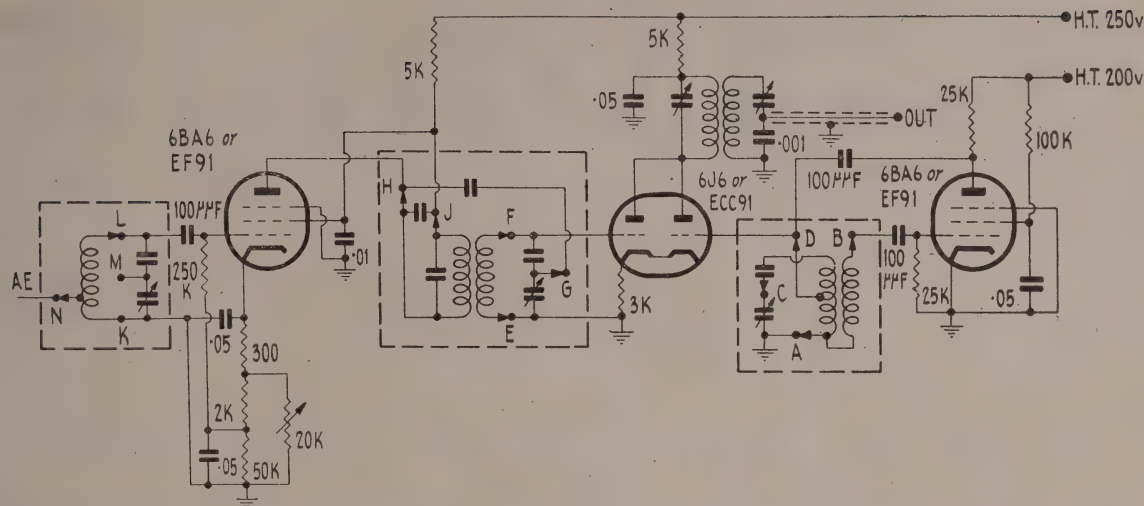 H.T. 250v
5K
5K
H.T. 200v
.05
25K
OUT
100K
.001
6BA6 or
EF91
6J6 or
ECC91
100µµF
6BA6 or
EF91
H
J
F
L
100µµF
.01
D
B
AE
M
250
K
G
C
100
µµF
25K
.05
N
K
.05
3K
E
A
300
2K
20K
.05
50K